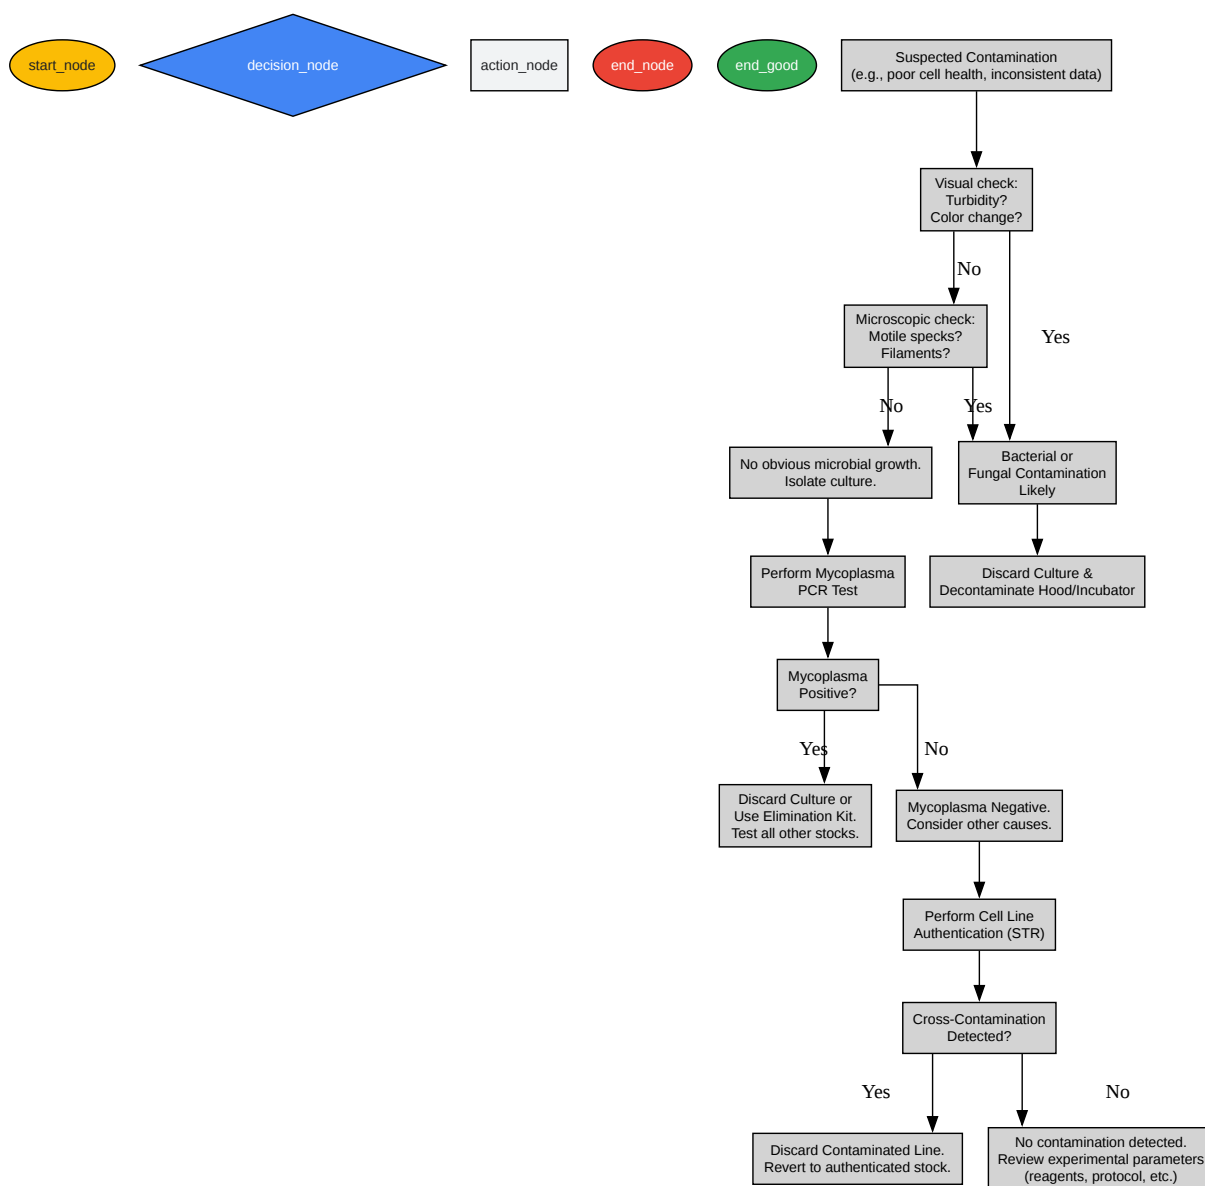 start_node
decision_node
action_node
end_node
end_good
Suspected Contamination
(e.g., poor cell health, inconsistent data)
Visual check:
Turbidity?
Color change?
No
Yes
Microscopic check:
Motile specks?
Filaments?
No
Yes
No obvious microbial growth.
Isolate culture.
Bacterial or
Fungal Contamination
Likely
Perform Mycoplasma
PCR Test
Discard Culture &
Decontaminate Hood/Incubator
Mycoplasma
Positive?
Yes
No
Discard Culture or
Use Elimination Kit.
Test all other stocks.
Mycoplasma Negative.
Consider other causes.
Perform Cell Line
Authentication (STR)
Cross-Contamination
Detected?
Yes
No
Discard Contaminated Line.
Revert to authenticated stock.
No contamination detected.
Review experimental parameters
(reagents, protocol, etc.)